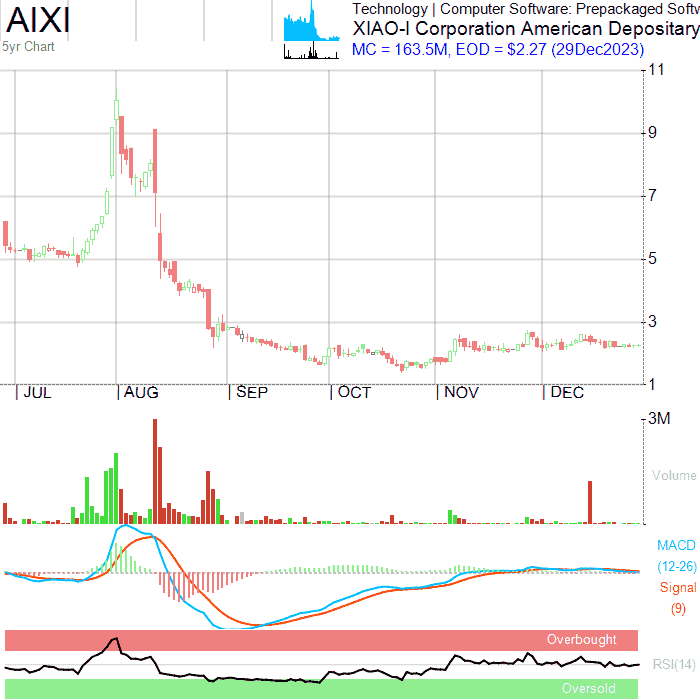 AIXI
5yr Chart
Technology | Computer Software: Prepackaged Softw
XIAO-I Corporation American Depositary
MC = 163.5M, EOD = $2.27 (29Dec2023)
11
9
7
5
3
1
JUL AUG SEP OCT NOV DEC
3M
Volume
MACD
(12-26)
Signal
(9)
Overbought
RSI(14)
Oversold